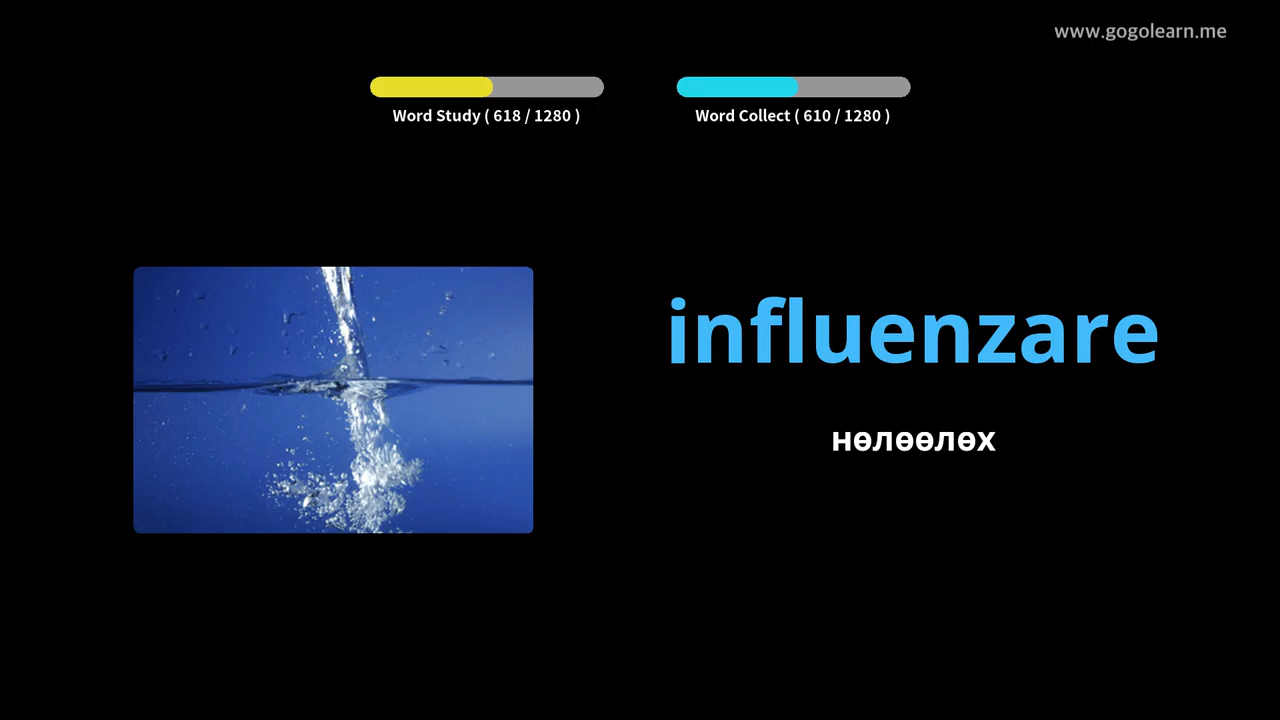 www.gogolearn.me
Word Study ( 618 / 1280 )
Word Collect ( 610 / 1280 )
influenzare
нөлөөлөх